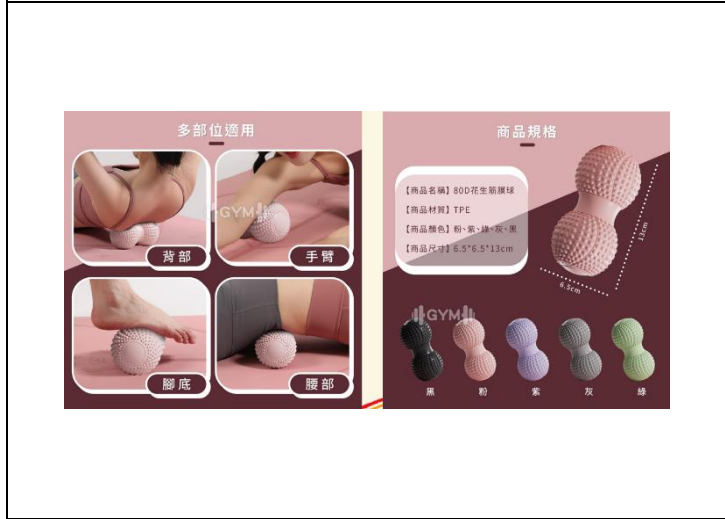 多部位適用
背部
手臂
腳底
腰部
GYM
商品規格
【商品名稱】80D花生筋膜球
【商品材質】TPE
【商品顏色】粉、紫、綠、灰、黑
【商品尺寸】6.5*6.5*13cm
13cm
6.5cm
GYM
黑
粉
紫
灰
綠